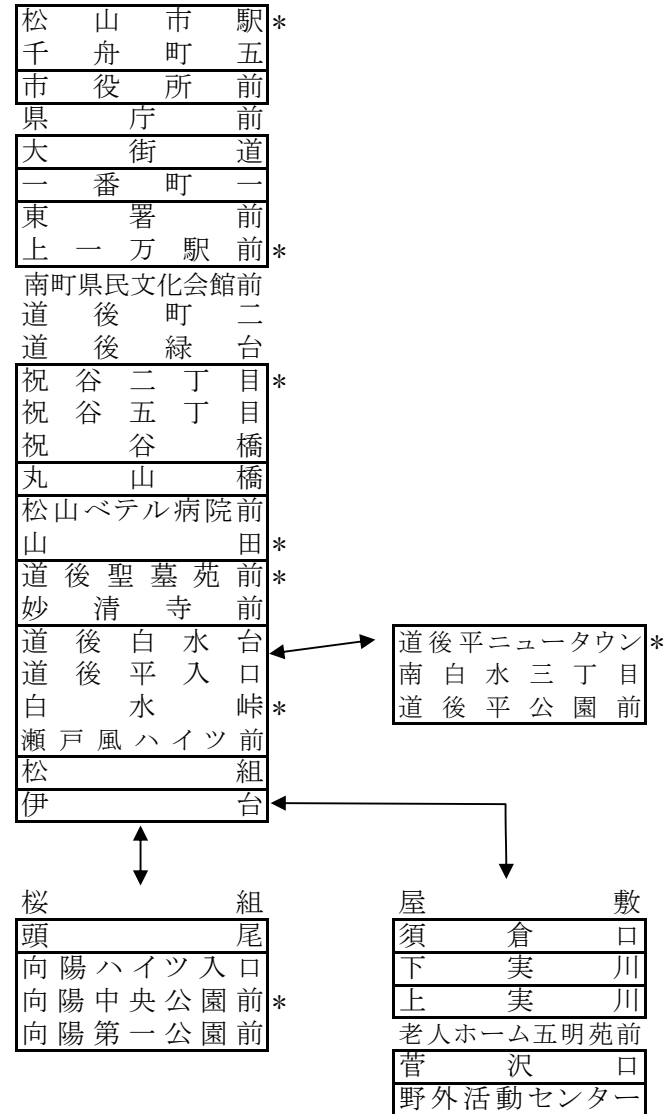 松山市駅*
千舟町五
市役所前
県庁前
大街道
一番町一
東署前
上一万駅前*
南町県民文化会館前
道後町二
道後緑台
祝谷二丁目*
祝谷五丁目
祝谷橋
丸山橋
松山ベテル病院前
山田*
道後聖墓苑前*
妙清寺前
道後白水台
道後平入口
白水峠*
瀬戸風ハイツ前
松組
伊台
道後平ニュータウン*
南白水三丁目
道後平公園前
桜組
頭尾
向陽ハイツ入口
向陽中央公園前*
向陽第一公園前
屋敷
須倉口
下実川
上実川
老人ホーム五明苑前
菅沢口
野外活動センター